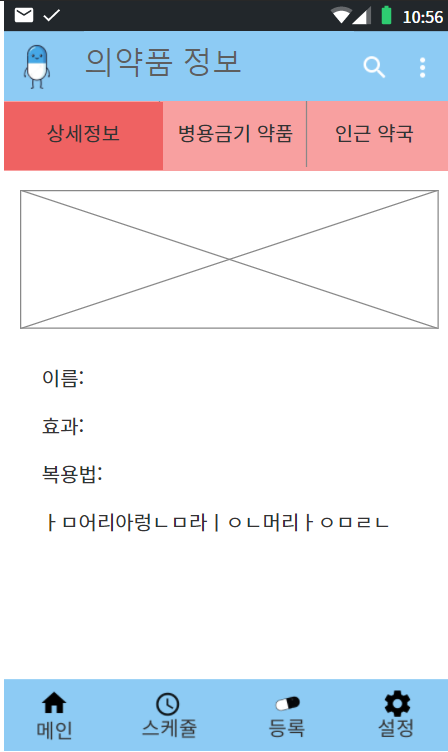 10:56
의약품 정보
상세정보 병용금기 약품 인근 약국
이름:
효과:
복용법:
ㅏㅁ어리아렁ㄴㅁ라ㅣㅇㄴ머리ㅏㅇㅁㄹㄴ
메인 스케쥴 등록 설정